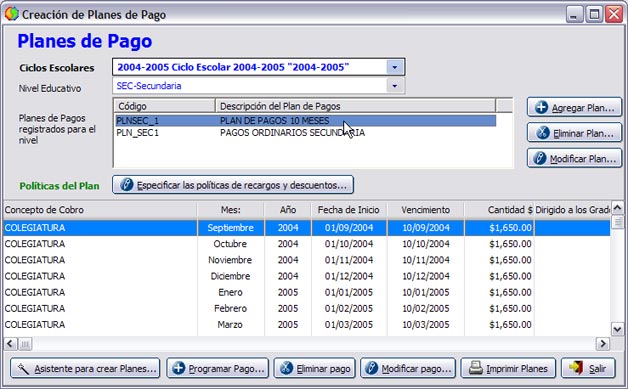 Creación de Planes de Pago
Planes de Pago
Ciclos Escolares
2004-2005 Ciclo Escolar 2004-2005 "2004-2005"
Nivel Educativo
SEC-Secundaria
Planes de Pagos registrados para el nivel
Código Descripción del Plan de Pagos
PLNSEC_1 PLAN DE PAGOS 10 MESES
PLN_SEC1 PAGOS ORDINARIOS SECUNDARIA
Agregar Plan...
Eliminar Plan...
Modificar Plan...
Políticas del Plan
Especificar las políticas de recargos y descuentos...
Concepto de Cobro Mes: Año Fecha de Inicio Vencimiento Cantidad $ Dirigido a los Grado
COLEGIATURA Septiembre 2004 01/09/2004 10/09/2004 $1,650.00
COLEGIATURA Octubre 2004 01/10/2004 10/10/2004 $1,650.00
COLEGIATURA Noviembre 2004 01/11/2004 10/11/2004 $1,650.00
COLEGIATURA Diciembre 2004 01/12/2004 10/12/2004 $1,650.00
COLEGIATURA Enero 2005 01/01/2005 10/01/2005 $1,650.00
COLEGIATURA Febrero 2005 01/02/2005 10/02/2005 $1,650.00
COLEGIATURA Marzo 2005 01/03/2005 10/03/2005 $1,650.00
Asistente para crear Planes...
Programar Pago...
Eliminar pago
Modificar pago...
Imprimir Planes
Salir